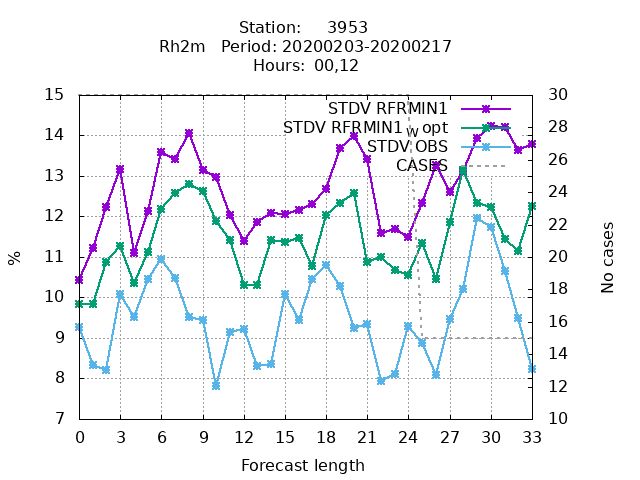 Station: 3953
Rh2m Period: 20200203-20200217
Hours: 00,12
STDV RFRMIN1
STDV RFRMIN1_w opt
STDV OBS
CASES
15
14
13
12
11
10
9
8
7
30
28
26
24
22
20
18
16
14
12
10
%
No cases
0 3 6 9 12 15 18 21 24 27 30 33
Forecast length